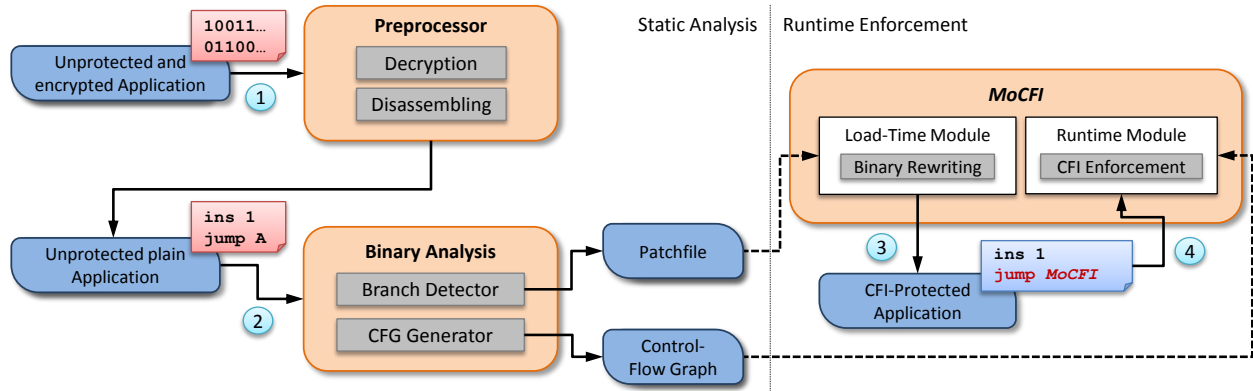 Static Analysis
Runtime Enforcement
10011…
01100…
Unprotected and
encrypted Application
1
Preprocessor
Decryption
Disassembling
ins 1
jump A
Unprotected plain
Application
2
Binary Analysis
Branch Detector
CFG Generator
Patchfile
Control-
Flow Graph
MoCFI
Load-Time Module
Binary Rewriting
Runtime Module
CFI Enforcement
3
ins 1
jump MoCFI
CFI-Protected
Application
4